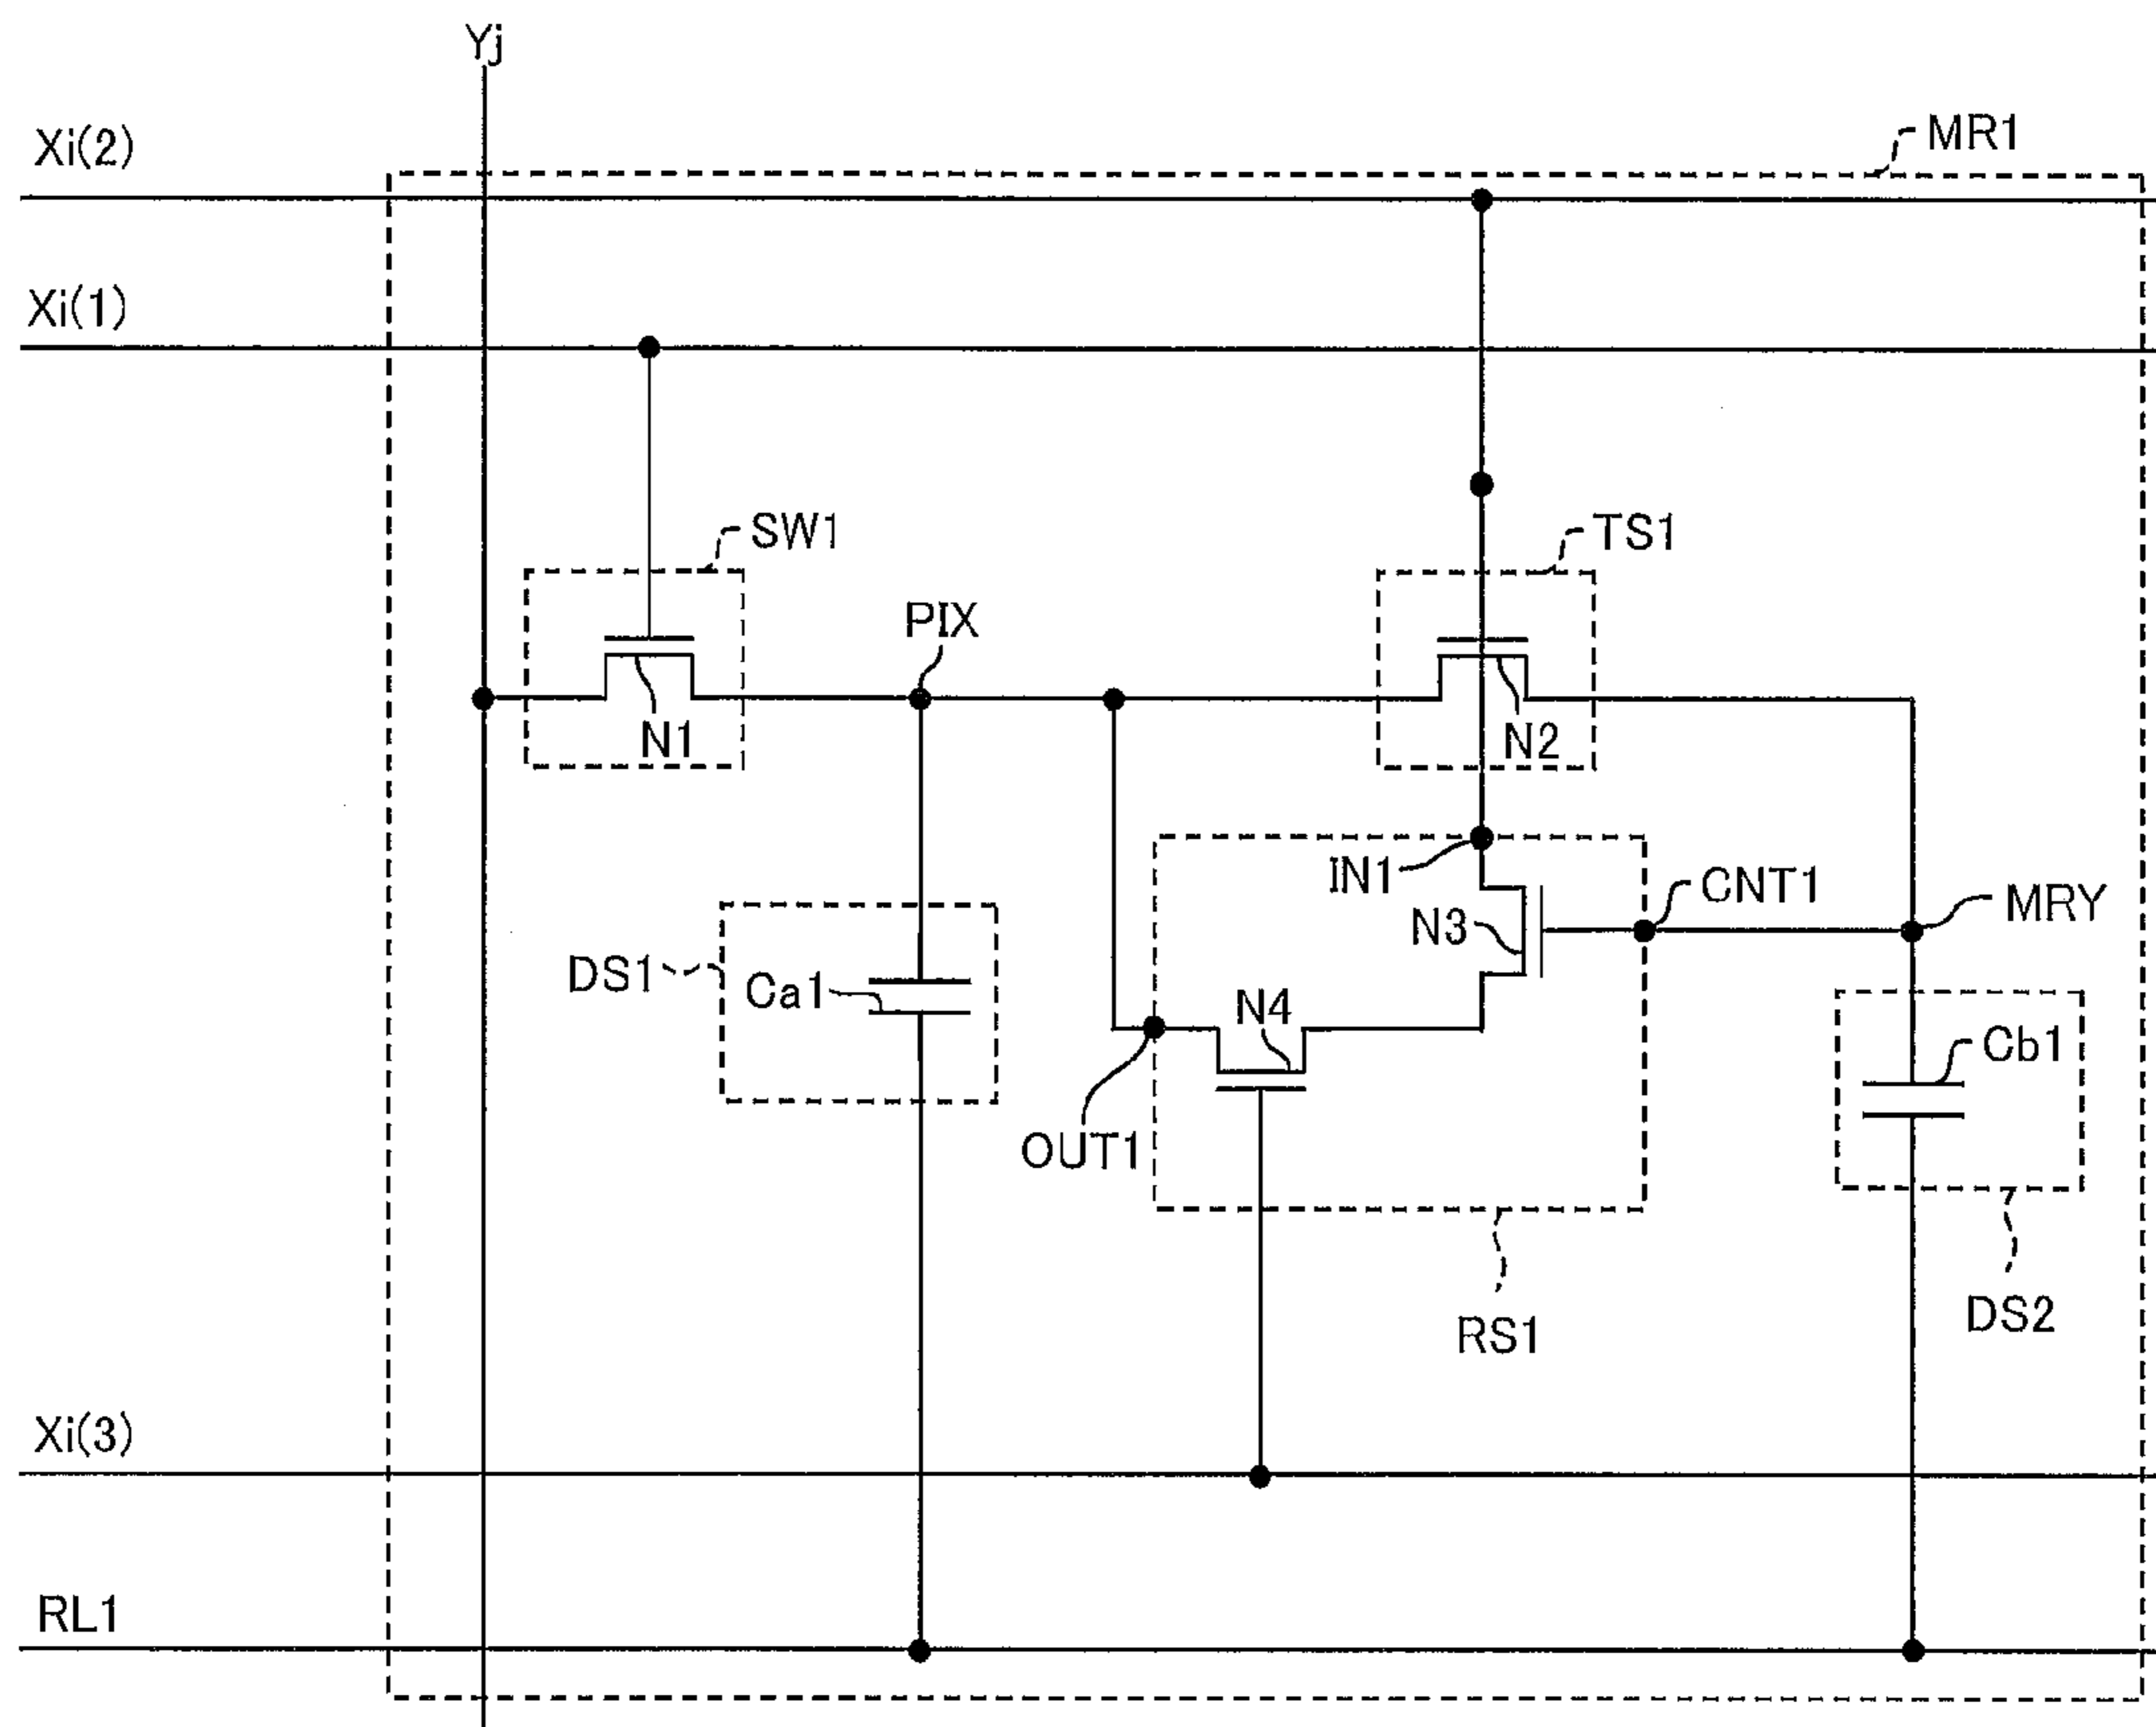 Yj
Xi(2)
MR1
Xi(1)
SW1
TS1
PIX
N1
N2
IN1
CNT1
MRY
N3
DS1
Ca1
N4
Cb1
OUT1
DS2
RS1
Xi(3)
RL1